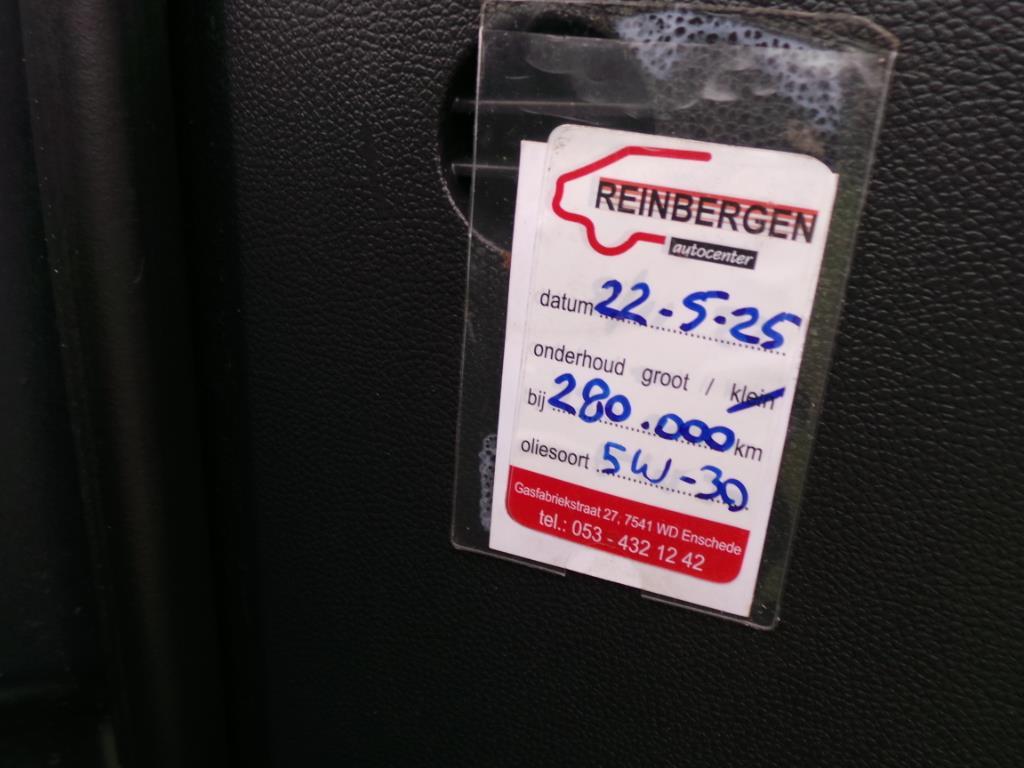 REINBERGEN
autocenter
datum 22-5-25
onderhoud groot / klein
bij 280.000 km
oliesoort 5W-30
Gasfabriekstraat 27, 7541 WD Enschede
tel.: 053 - 432 12 42